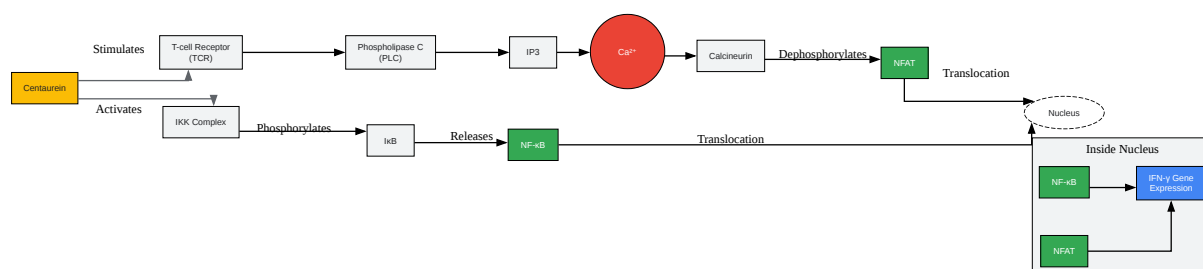 Stimulates
T-cell Receptor
(TCR)
Phospholipase C
(PLC)
IP3
Ca²⁺
Calcineurin
Dephosphorylates
NFAT
Translocation
Centaurein
Activates
IKK Complex
Phosphorylates
IκB
Releases
NF-κB
Translocation
Nucleus
Inside Nucleus
NF-κB
IFN-γ Gene
Expression
NFAT